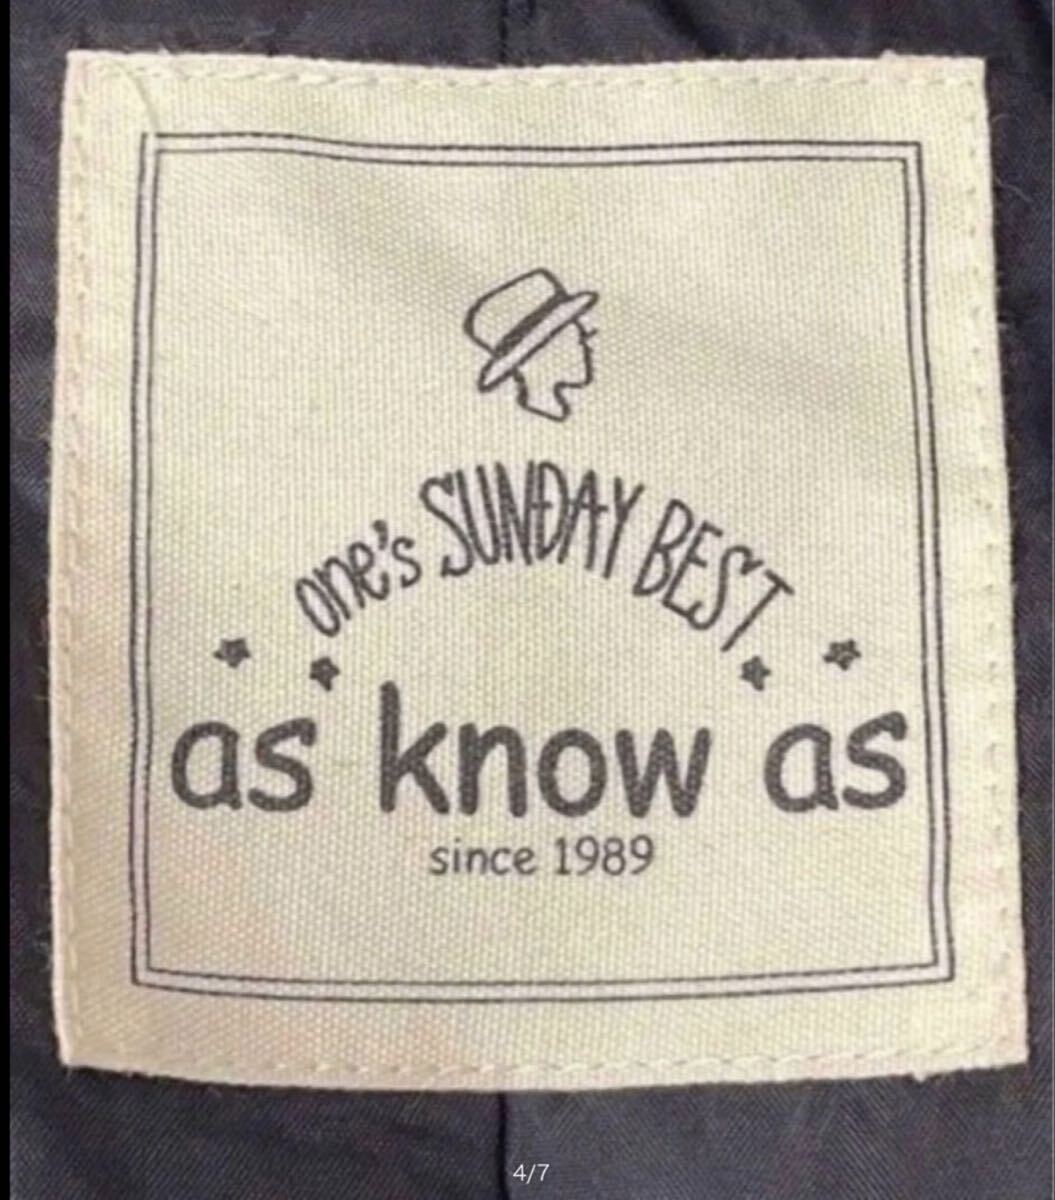 one's SUNDAY BEST
as know as
since 1989
4/7